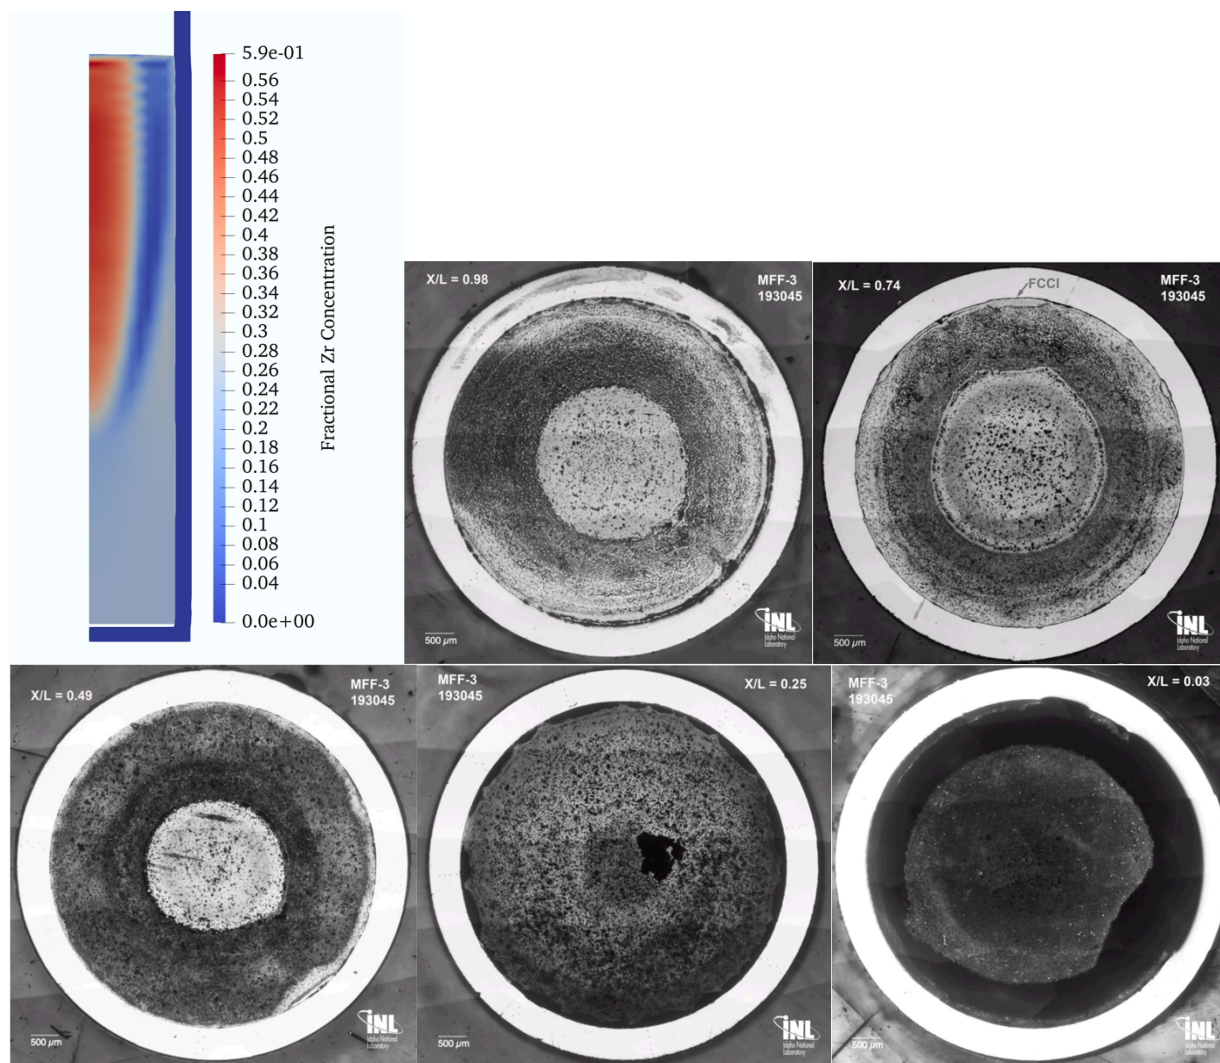 5.9e-01
0.56
0.54
0.52
0.5
0.48
0.46
0.44
0.42
0.4
0.38
0.36
0.34
0.32
0.3
0.28
0.26
0.24
0.22
0.2
0.18
0.16
0.14
0.12
0.1
0.08
0.06
0.04
0.0e+00
Fractional Zr Concentration
X/L = 0.98
MFF-3
193045
500 µm
INL
Idaho National
Laboratory
X/L = 0.74
FCCI
MFF-3
193045
500 µm
INL
Idaho National
Laboratory
X/L = 0.49
MFF-3
193045
500 µm
INL
Idaho National
Laboratory
MFF-3
193045
X/L = 0.25
500 µm
INL
Idaho National
Laboratory
MFF-3
193045
X/L = 0.03
500 µm
INL
Idaho National
Laboratory